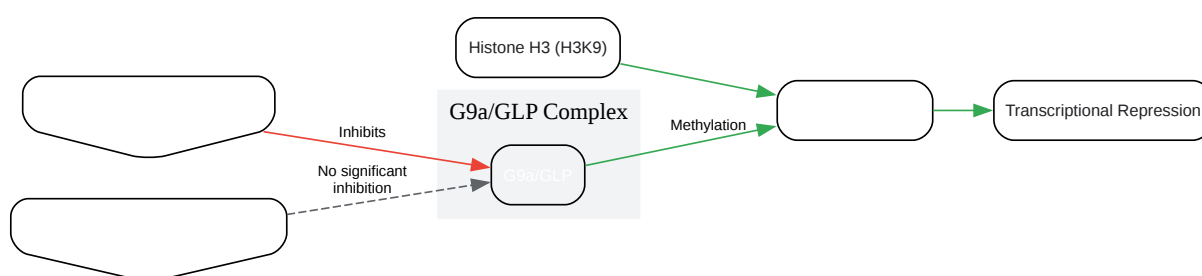 Histone H3 (H3K9)
G9a/GLP Complex
Inhibits
Methylation
Transcriptional Repression
No significant
inhibition
G9a/GLP